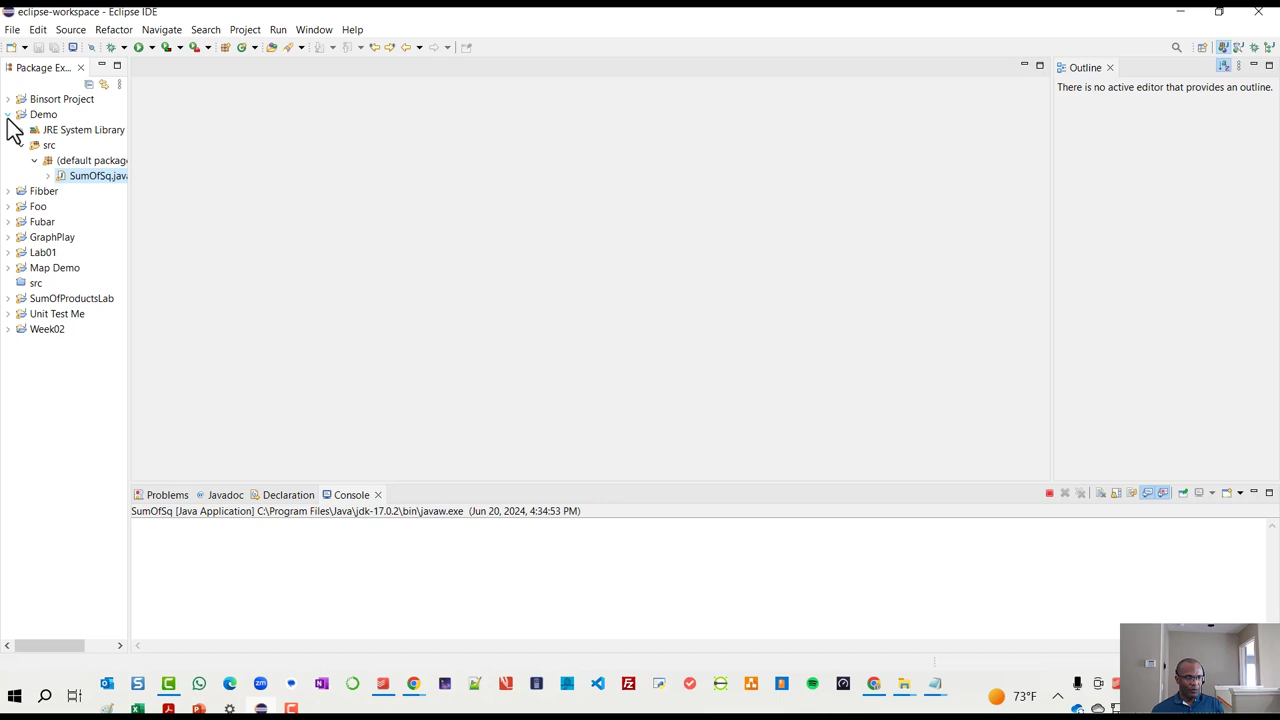 eclipse-workspace - Eclipse IDE
File Edit Source Refactor Navigate Search Project Run Window Help
Package Ex...
Outline
There is no active editor that provides an outline.
Binsort Project
Demo
JRE System Library
src
(default package
SumOfSq.java
Fibber
Foo
Fubar
GraphPlay
Lab01
Map Demo
src
SumOfProductsLab
Unit Test Me
Week02
Problems Javadoc Declaration Console
SumOfSq [Java Application] C:\Program Files\Java\jdk-17.0.2\bin\javaw.exe (Jun 20, 2024, 4:34:53 PM)
73°F